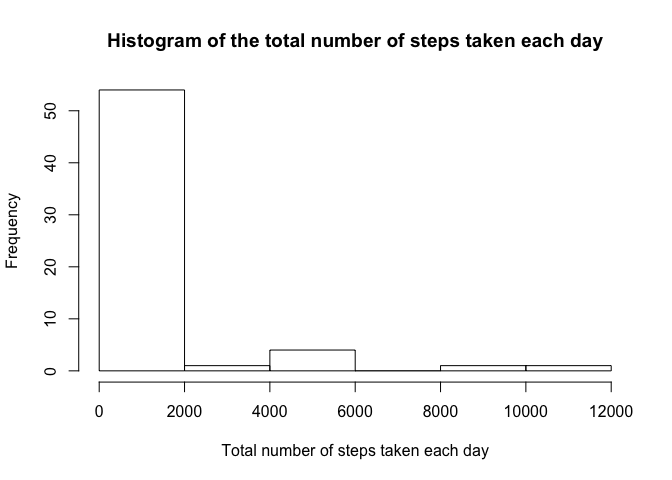 Histogram of the total number of steps taken each day
Frequency
50
40
30
20
10
0
0 2000 4000 6000 8000 10000 12000
Total number of steps taken each day